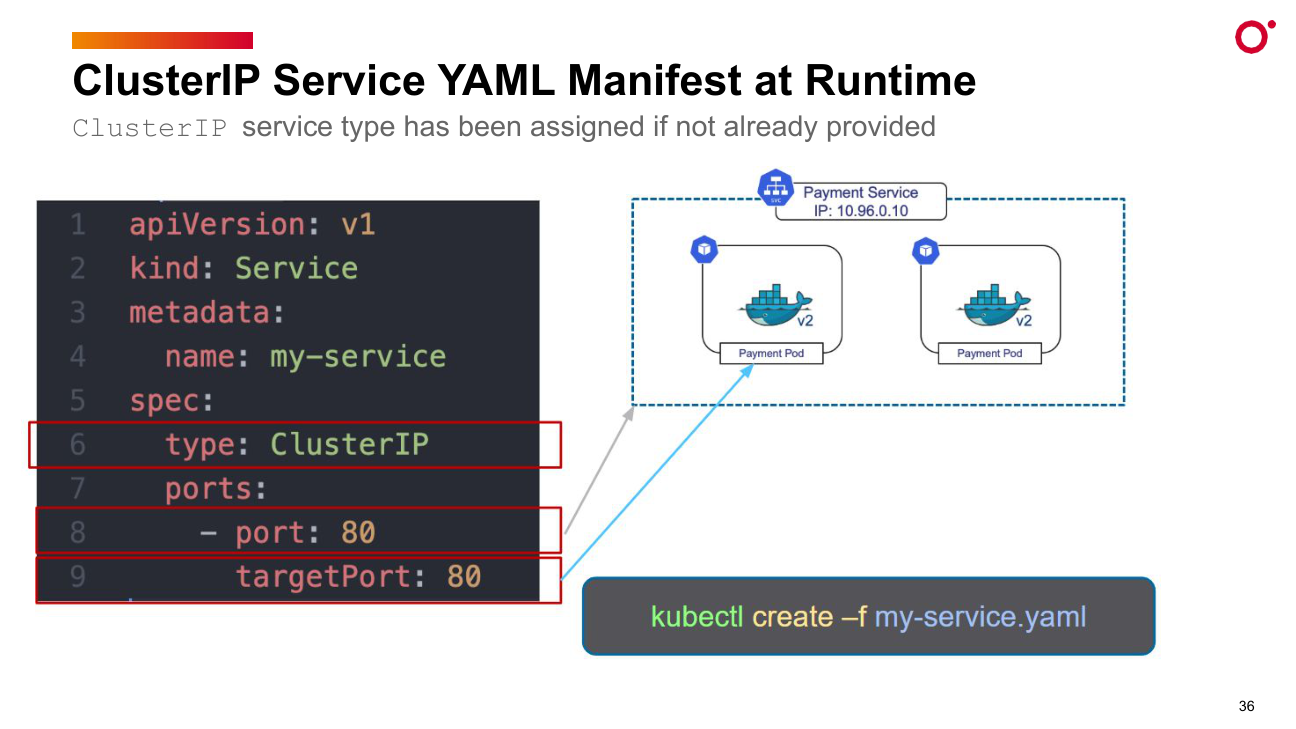 ClusterIP Service YAML Manifest at Runtime
ClusterIP service type has been assigned if not already provided
1 apiVersion: v1
2 kind: Service
3 metadata:
4   name: my-service
5 spec:
6   type: ClusterIP
7   ports:
8     - port: 80
9       targetPort: 80
SVC
Payment Service
IP: 10.96.0.10
v2
Payment Pod
v2
Payment Pod
kubectl create –f my-service.yaml
36